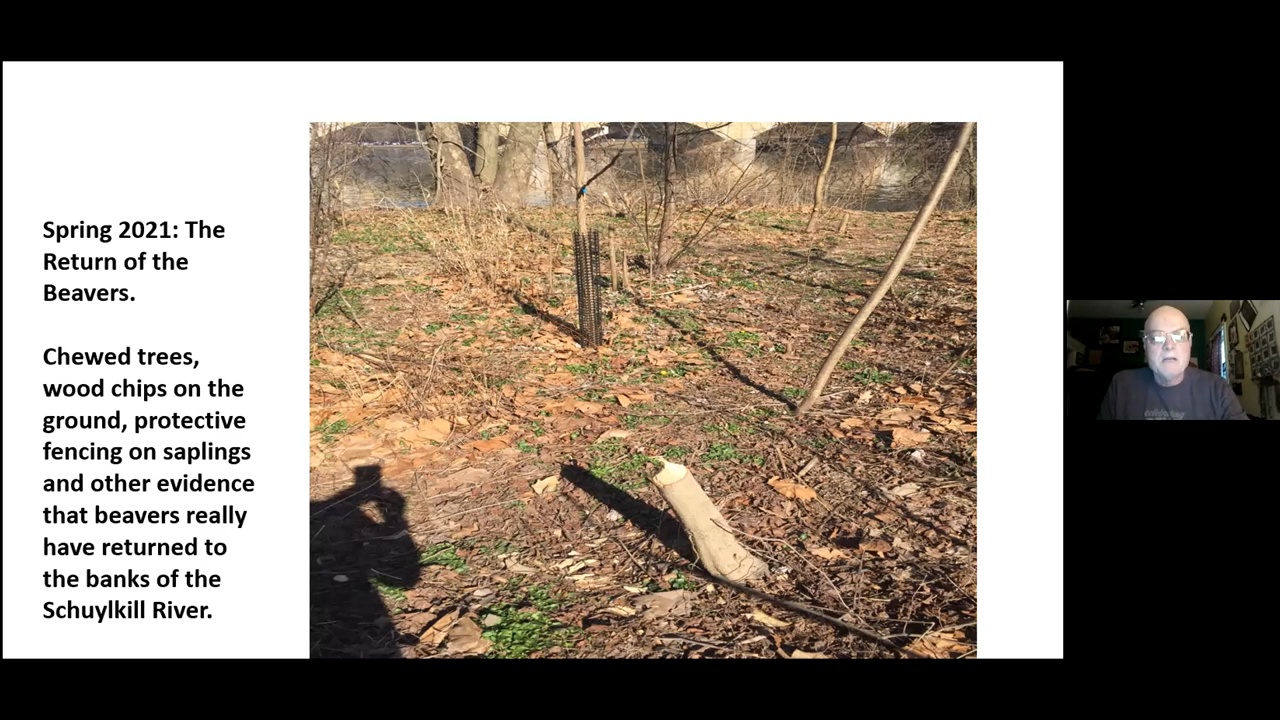 Spring 2021: The
Return of the
Beavers.
Chewed trees,
wood chips on the
ground, protective
fencing on saplings
and other evidence
that beavers really
have returned to
the banks of the
Schuylkill River.